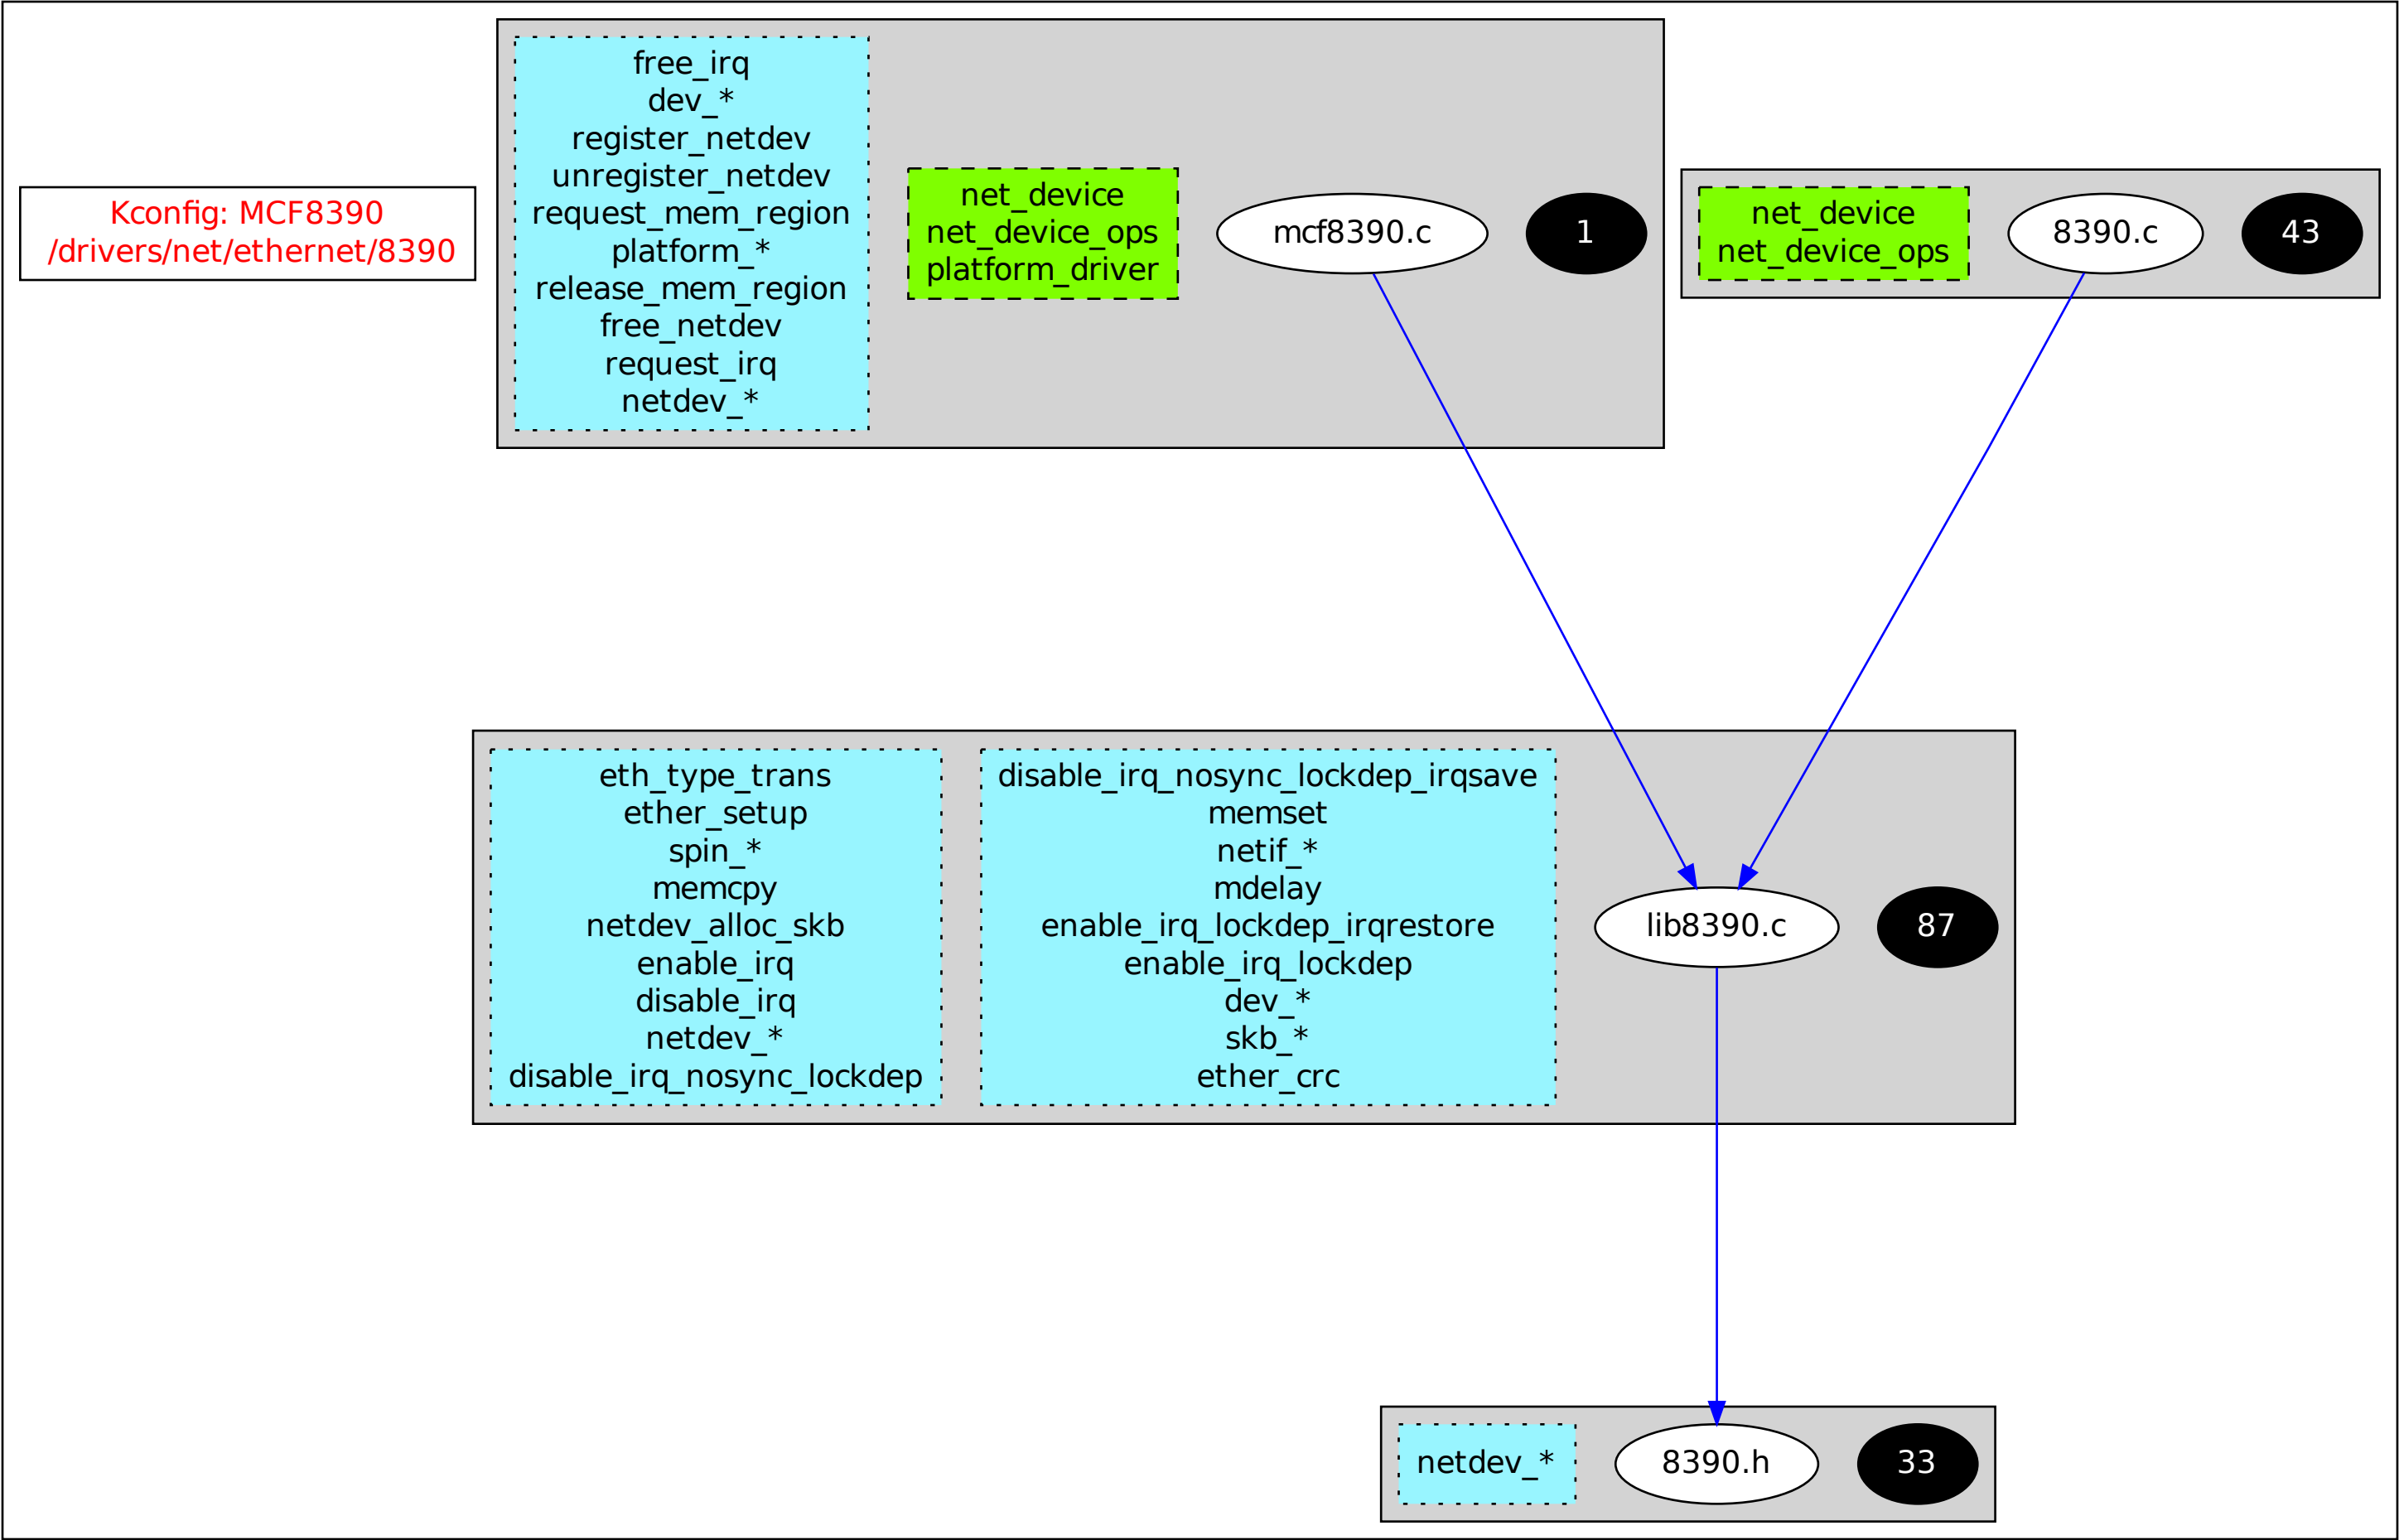 Kconfig: MCF8390
/drivers/net/ethernet/8390
free_irq
dev_*
register_netdev
unregister_netdev
request_mem_region
platform_*
release_mem_region
free_netdev
request_irq
netdev_*
net_device
net_device_ops
platform_driver
mcf8390.c
1
net_device
net_device_ops
8390.c
43
eth_type_trans
ether_setup
spin_*
memcpy
netdev_alloc_skb
enable_irq
disable_irq
netdev_*
disable_irq_nosync_lockdep
disable_irq_nosync_lockdep_irqsave
memset
netif_*
mdelay
enable_irq_lockdep_irqrestore
enable_irq_lockdep
dev_*
skb_*
ether_crc
lib8390.c
87
netdev_*
8390.h
33